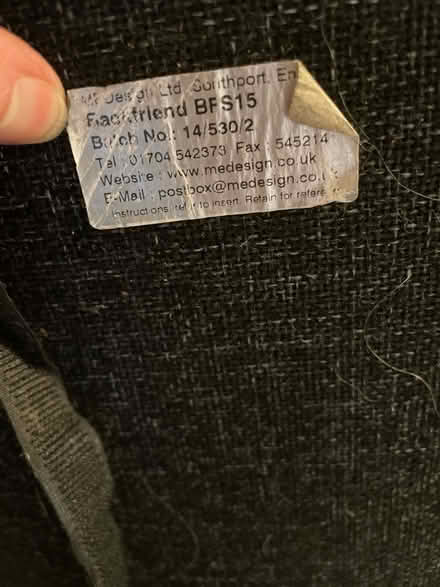 MEDesign Ltd. Southport. En
Backfriend BFS15
Batch No.: 14/530/2
Tel : 01704 542373 Fax : 545214
Website : www.medesign.co.uk
E-Mail : postbox@medesign.co.u
Instructions: refer to insert. Retain for refere